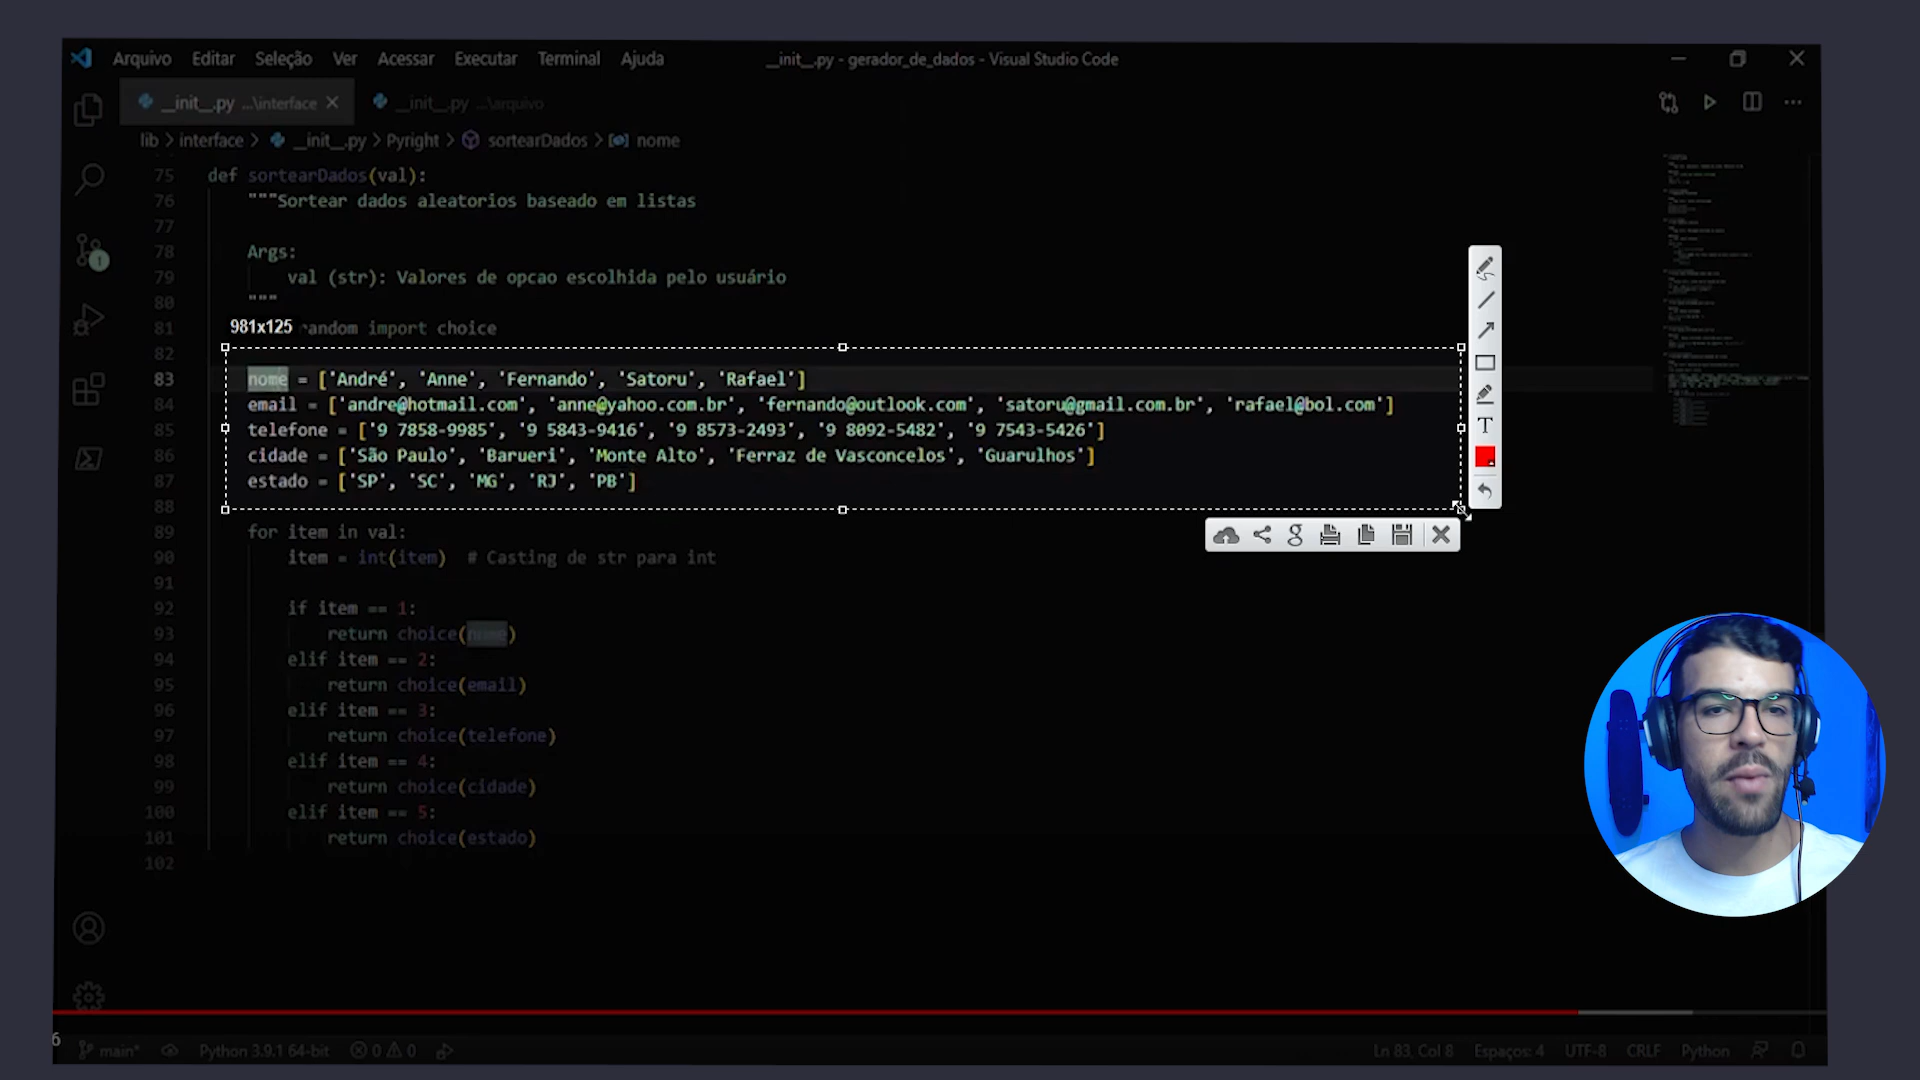 Arquivo Editar Seleção Ver Acessar Executar Terminal Ajuda
__init__.py - gerador_de_dados - Visual Studio Code
__init__.py ...\interface
__init__.py ...\arquivo
lib > interface > __init__.py > Pyright > sortearDados > nome
75 def sortearDados(val):
76 """Sortear dados aleatorios baseado em listas
77
78 Args:
79 val (str): Valores de opcao escolhida pelo usuário
80 """
981x125
81 random import choice
82
83 nome = ['André', 'Anne', 'Fernando', 'Satoru', 'Rafael']
84 email = ['andre@hotmail.com', 'anne@yahoo.com.br', 'fernando@outlook.com', 'satoru@gmail.com.br', 'rafael@bol.com']
85 telefone = ['9 7858-9985', '9 5843-9416', '9 8573-2493', '9 8092-5482', '9 7543-5426']
86 cidade = ['São Paulo', 'Barueri', 'Monte Alto', 'Ferraz de Vasconcelos', 'Guarulhos']
87 estado = ['SP', 'SC', 'MG', 'RJ', 'PB']
88
89 for item in val:
90 item = int(item) # Casting de str para int
91
92 if item == 1:
93 return choice(nome)
94 elif item == 2:
95 return choice(email)
96 elif item == 3:
97 return choice(telefone)
98 elif item == 4:
99 return choice(cidade)
100 elif item == 5:
101 return choice(estado)
102
main* Python 3.9.1 64-bit 0 0
Ln 83, Col 8 Espaços: 4 UTF-8 CRLF Python